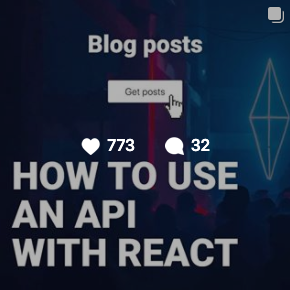 Blog posts
Get posts
773 32
HOW TO USE
AN API
WITH REACT